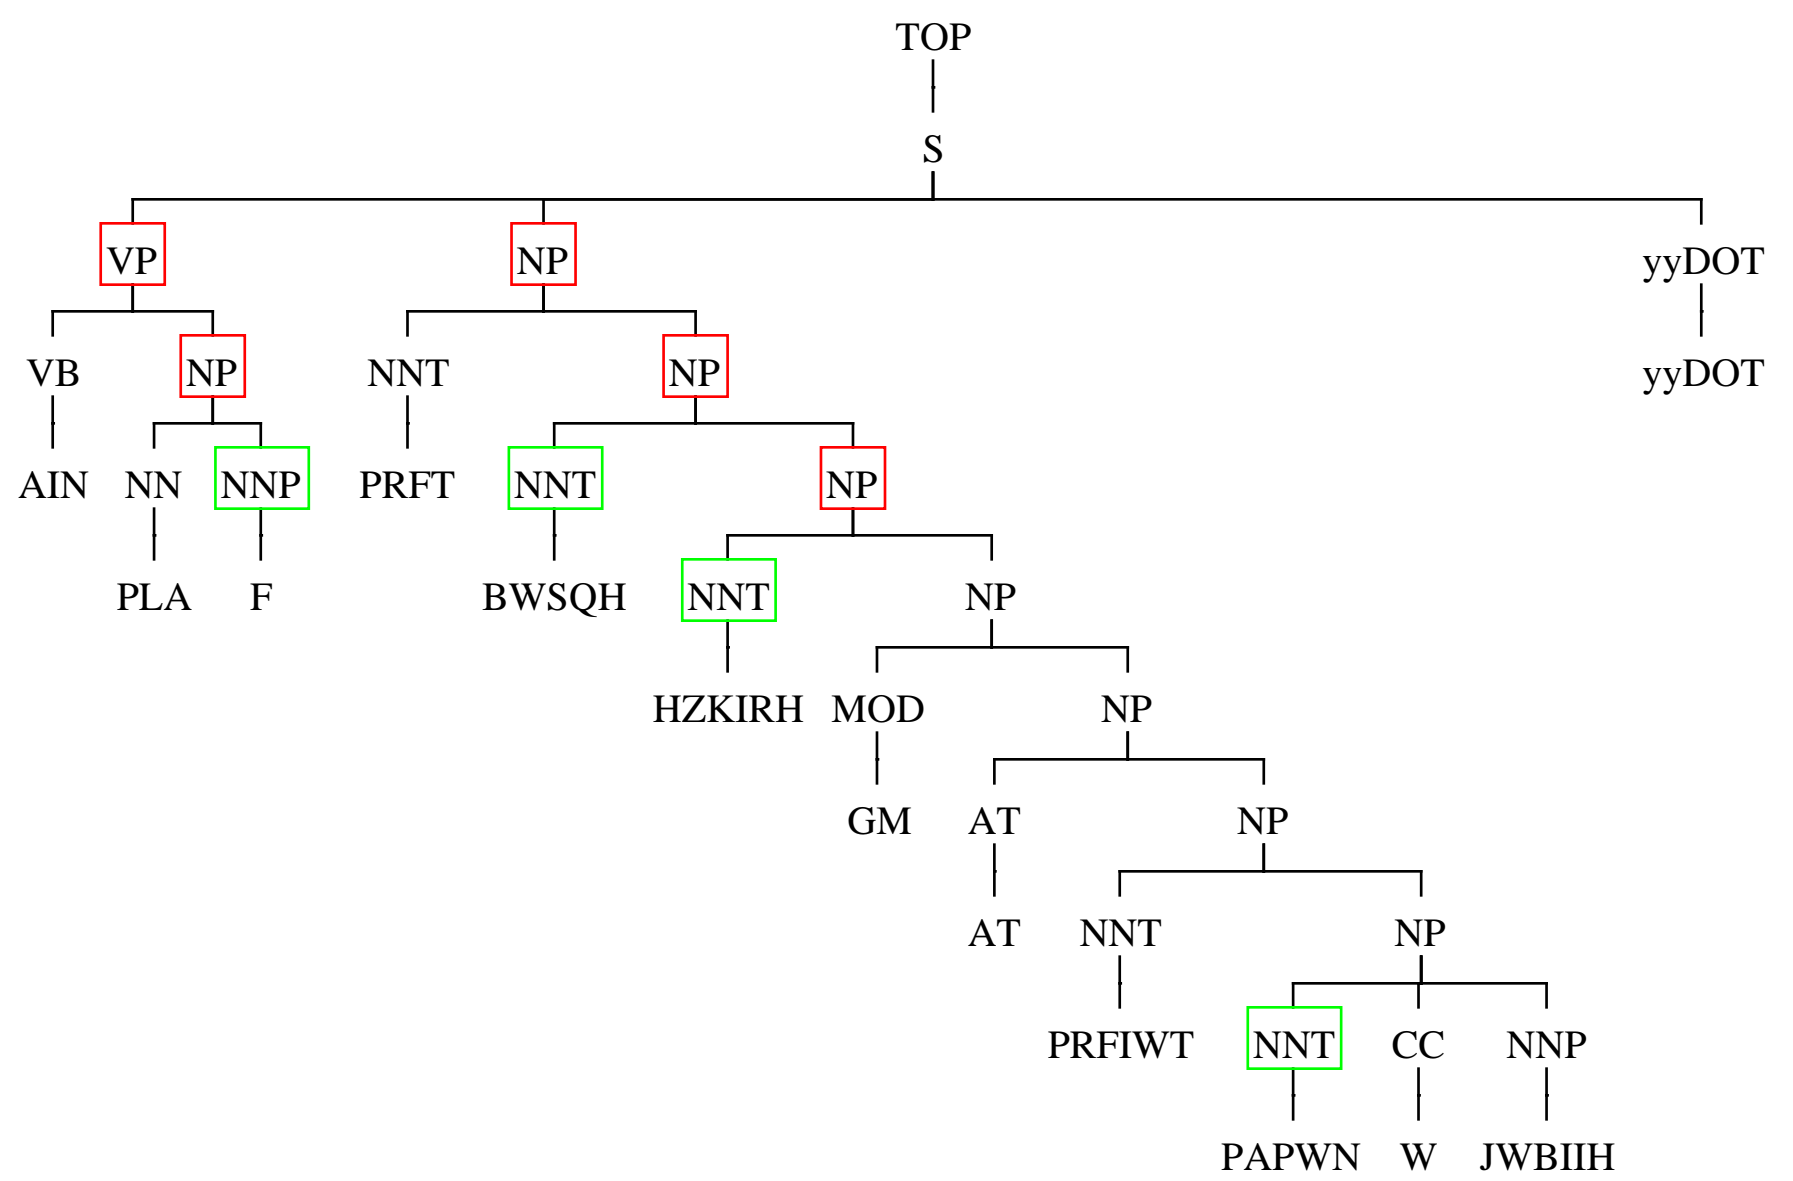 TOP
S
VP NP yyDOT
VB NP NNT NP yyDOT
AIN NN NNP PRFT NNT NP
PLA F BWSQH NNT NP
HZKIRH MOD NP
GM AT NP
AT NNT NP
PRFIWT NNT CC NNP
PAPWN W JWBIIH